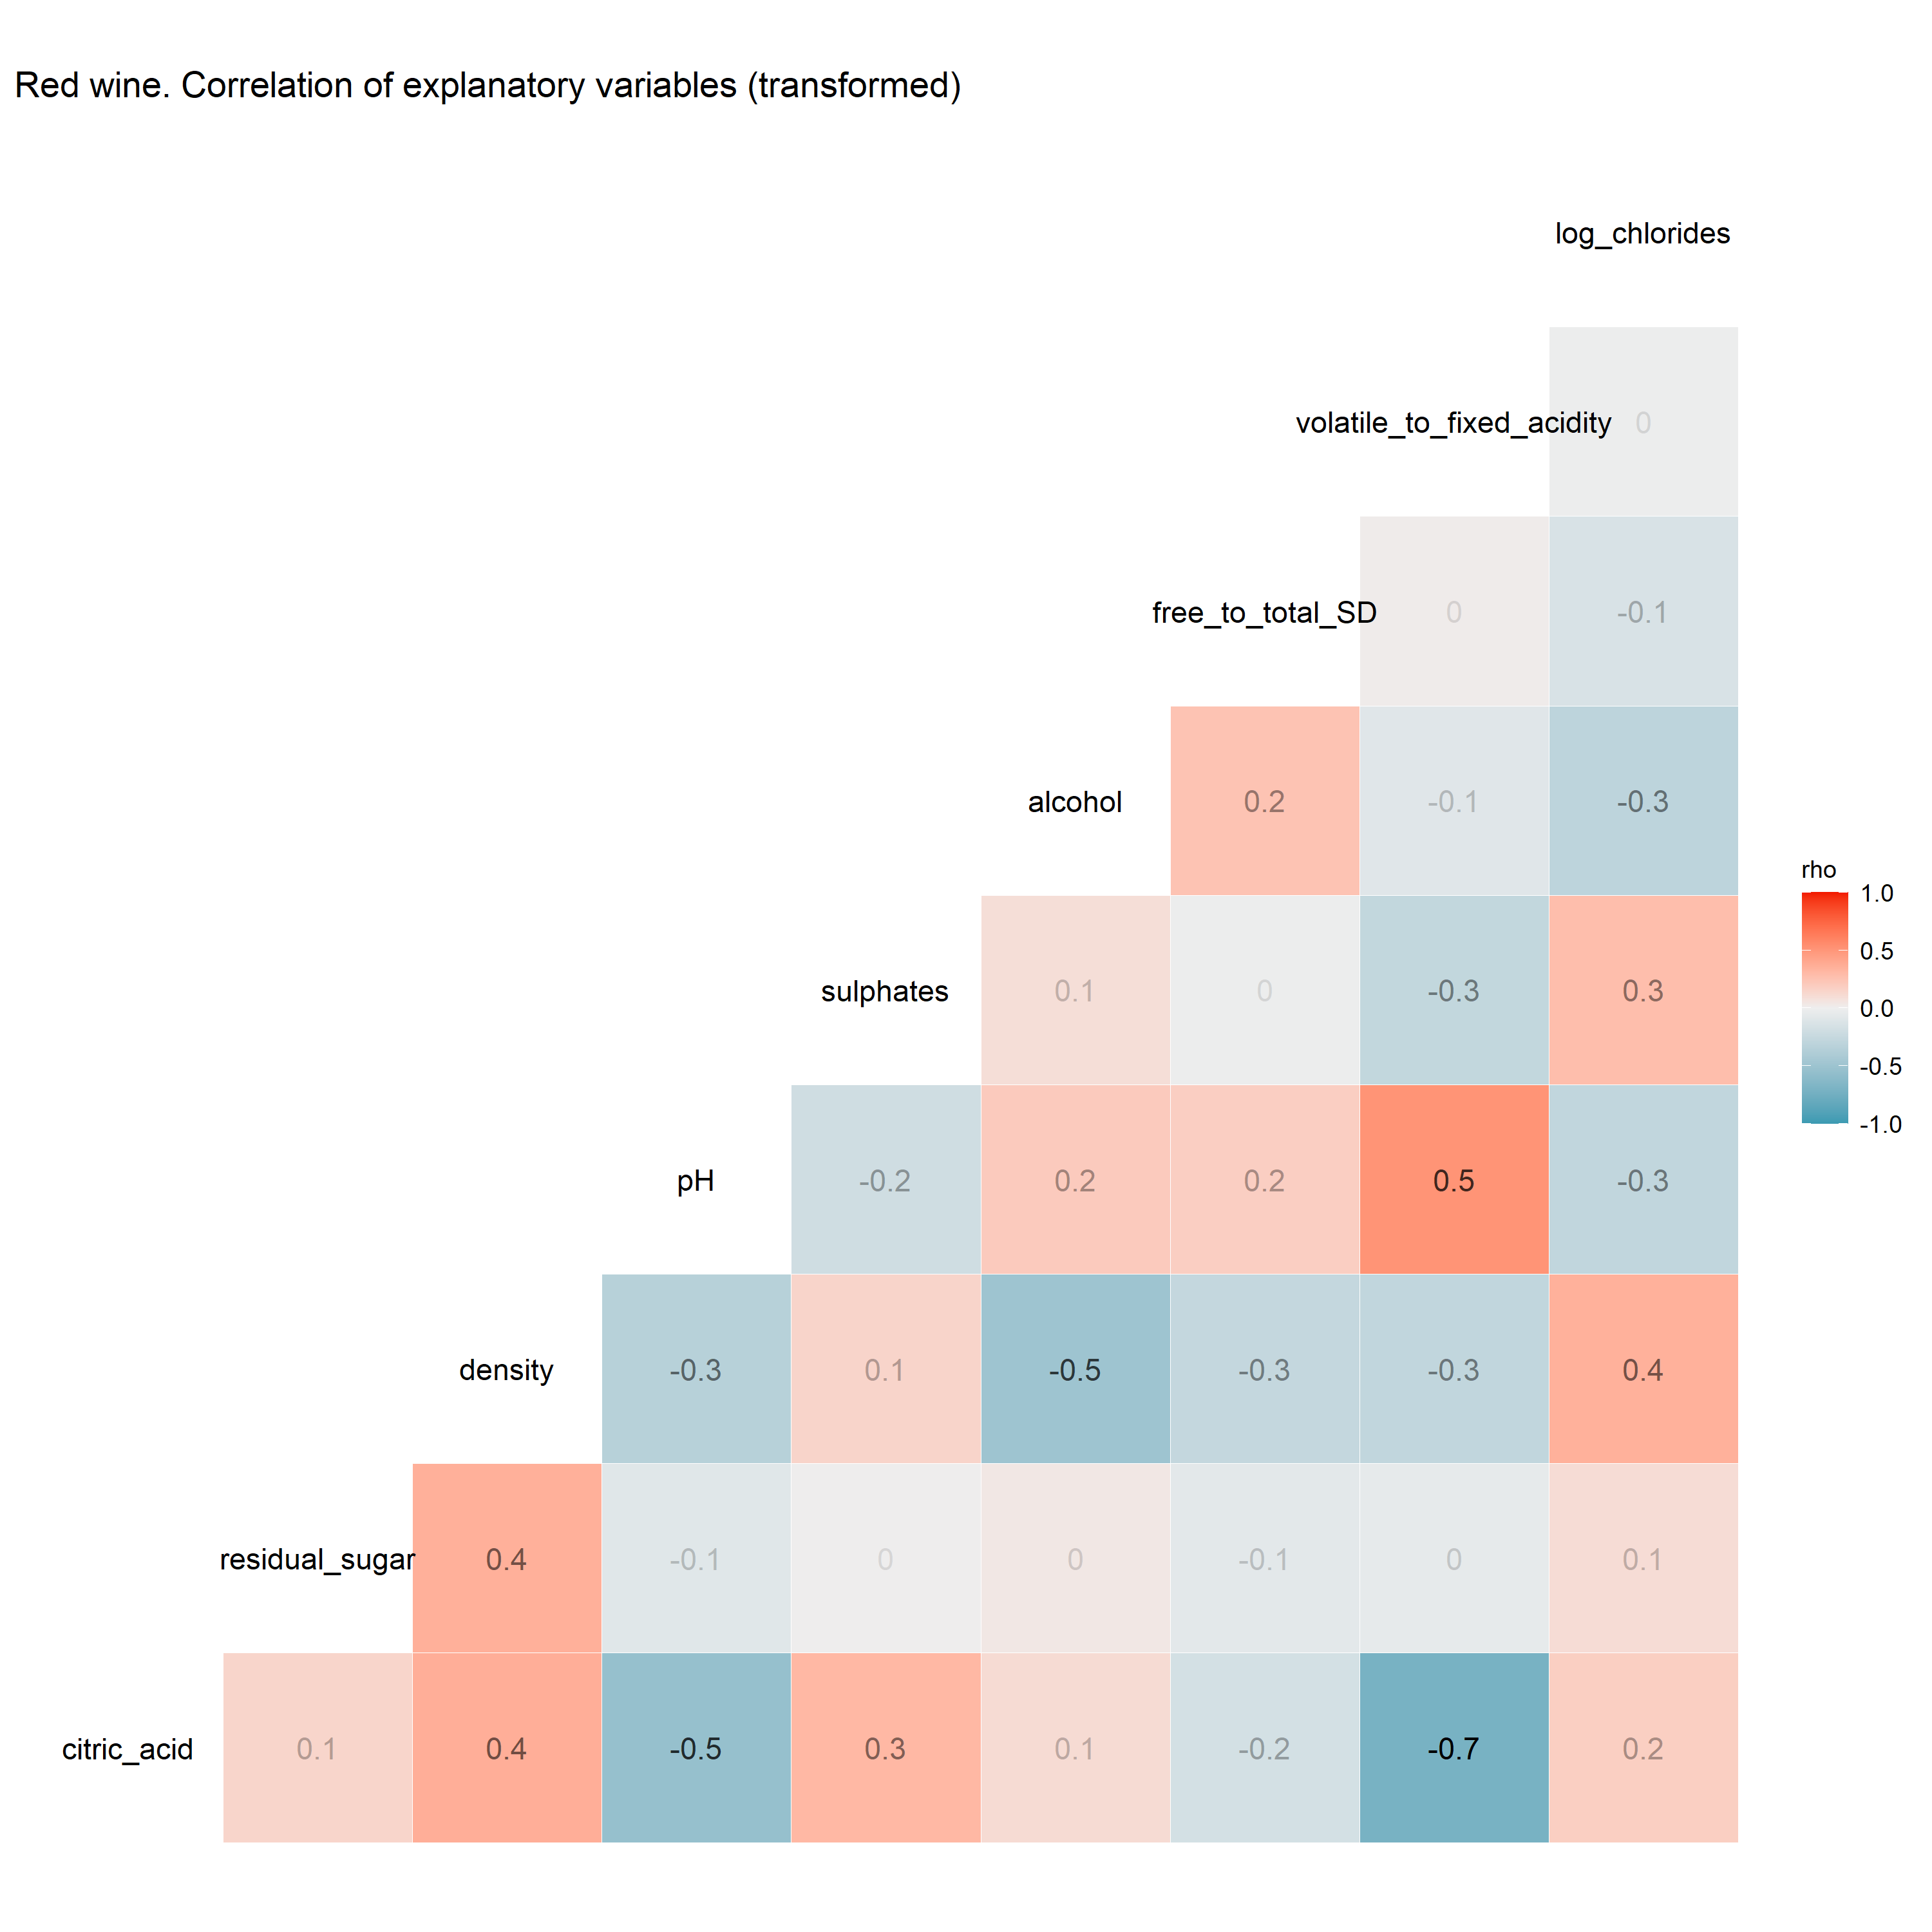 Red wine. Correlation of explanatory variables (transformed)
log_chlorides
volatile_to_fixed_acidity 0
free_to_total_SD 0 -0.1
alcohol 0.2 -0.1 -0.3
rho
1.0
0.5
0.0
-0.5
-1.0
sulphates 0.1 0 -0.3 0.3
pH -0.2 0.2 0.2 0.5 -0.3
density -0.3 0.1 -0.5 -0.3 -0.3 0.4
residual_sugar 0.4 -0.1 0 0 -0.1 0 0.1
citric_acid 0.1 0.4 -0.5 0.3 0.1 -0.2 -0.7 0.2